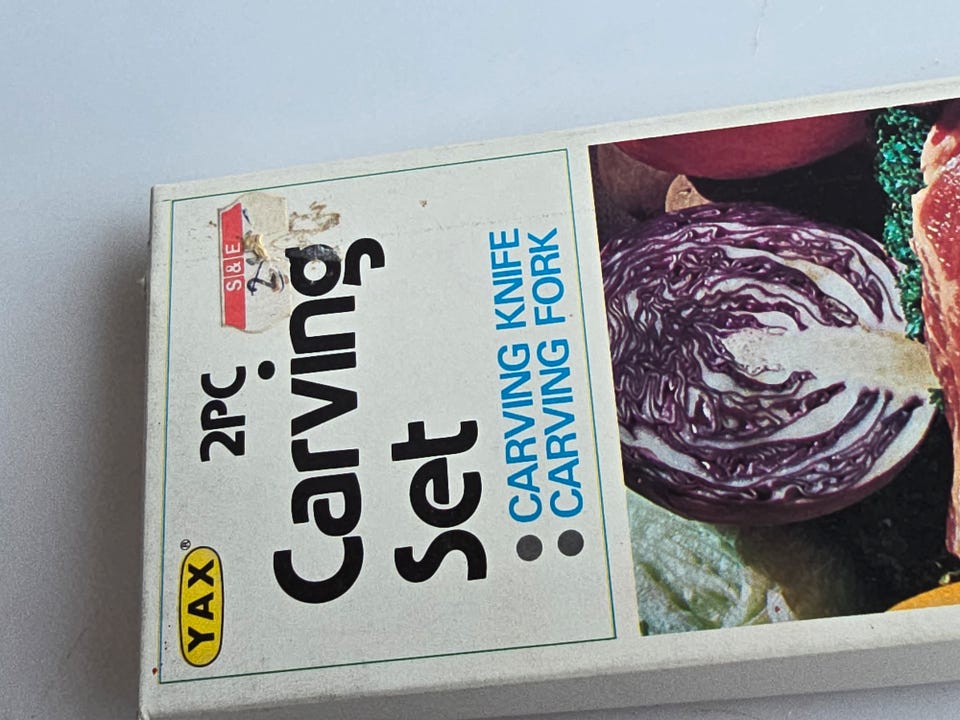 YAX®
2PC
S & E
Carving
Set
● CARVING KNIFE
● CARVING FORK